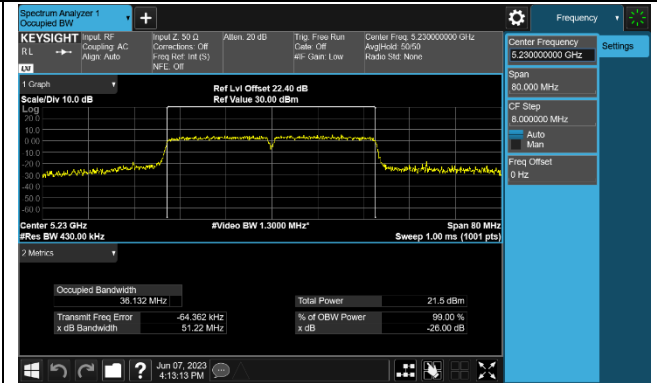 Spectrum Analyzer 1
Occupied BW
+
Frequency
KEYSIGHT
RL
LXI
Input: RF
Coupling: AC
Align: Auto
Input Z: 50 Ω
Corrections: Off
Freq Ref: Int (S)
NFE: Off
Atten: 20 dB
Trig: Free Run
Gate: Off
#IF Gain: Low
Center Freq: 5.230000000 GHz
Avg|Hold: 50/50
Radio Std: None
Center Frequency
5.230000000 GHz
Settings
Span
80.000 MHz
CF Step
8.000000 MHz
Auto
Man
Freq Offset
0 Hz
1 Graph
Scale/Div 10.0 dB
Ref Lvl Offset 22.40 dB
Ref Value 30.00 dBm
Log
20.0
10.0
0.00
-10.0
-20.0
-30.0
-40.0
-50.0
-60.0
Center 5.23 GHz
#Video BW 1.3000 MHz*
Span 80 MHz
#Res BW 430.00 kHz
Sweep 1.00 ms (1001 pts)
2 Metrics
Occupied Bandwidth
36.132 MHz
Total Power 21.5 dBm
Transmit Freq Error -64.362 kHz
% of OBW Power 99.00 %
x dB Bandwidth 51.22 MHz
x dB -26.00 dB
?
Jun 07, 2023
4:13:13 PM